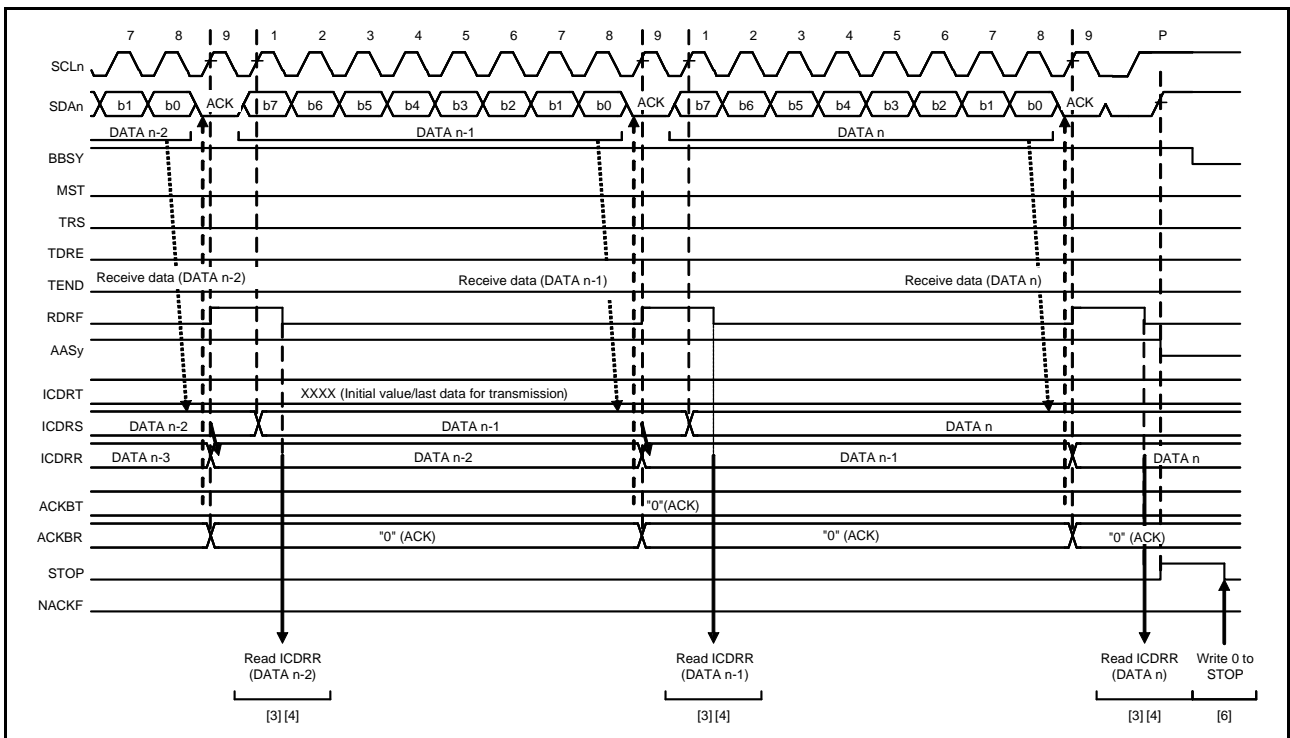 7 8 9 1 2 3 4 5 6 7 8 9 1 2 3 4 5 6 7 8 9 P
SCLn
SDAn b1 b0 ACK b7 b6 b5 b4 b3 b2 b1 b0 ACK b7 b6 b5 b4 b3 b2 b1 b0 ACK
DATA n-2 DATA n-1 DATA n
BBSY
MST
TRS
TDRE
TEND Receive data (DATA n-2) Receive data (DATA n-1) Receive data (DATA n)
RDRF
AASy
ICDRT XXXX (Initial value/last data for transmission)
ICDRS DATA n-2 DATA n-1 DATA n
ICDRR DATA n-3 DATA n-2 DATA n-1 DATA n
ACKBT "0"(ACK)
ACKBR "0" (ACK) "0" (ACK) "0" (ACK)
STOP
NACKF
Read ICDRR Read ICDRR Read ICDRR Write 0 to
(DATA n-2) (DATA n-1) (DATA n) STOP
[3] [4] [3] [4] [3] [4] [6]